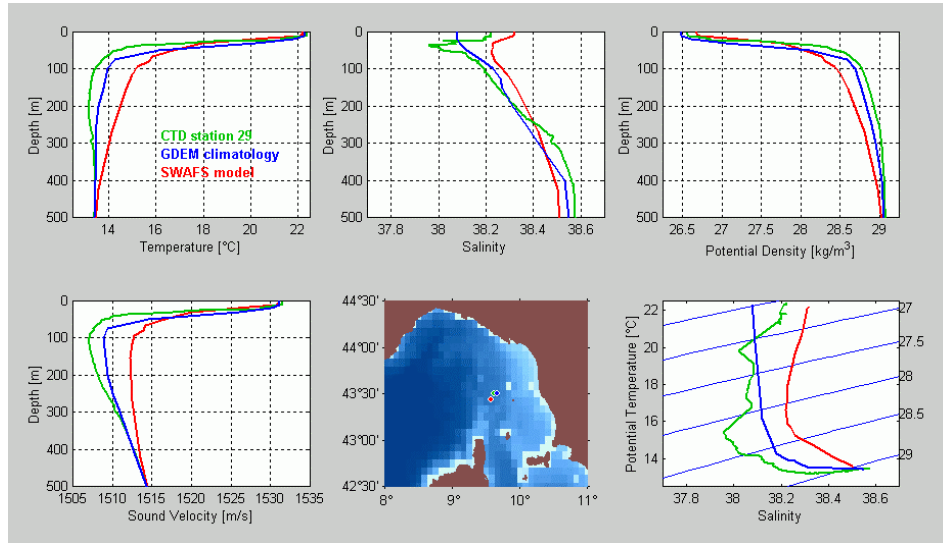 0
100
200
300
400
500
Depth [m]
14 16 18 20 22
Temperature [°C]
CTD station 29
GDEM climatology
SWAFS model
0
100
200
300
400
500
Depth [m]
37.8 38 38.2 38.4 38.6
Salinity
0
100
200
300
400
500
Depth [m]
26.5 27 27.5 28 28.5 29
Potential Density [kg/m³]
0
100
200
300
400
500
Depth [m]
1505 1510 1515 1520 1525 1530 1535
Sound Velocity [m/s]
44°30'
44°00'
43°30'
43°00'
42°30'
8° 9° 10° 11°
22
20
18
16
14
Potential Temperature [°C]
27
27.5
28
28.5
29
37.8 38 38.2 38.4 38.6
Salinity